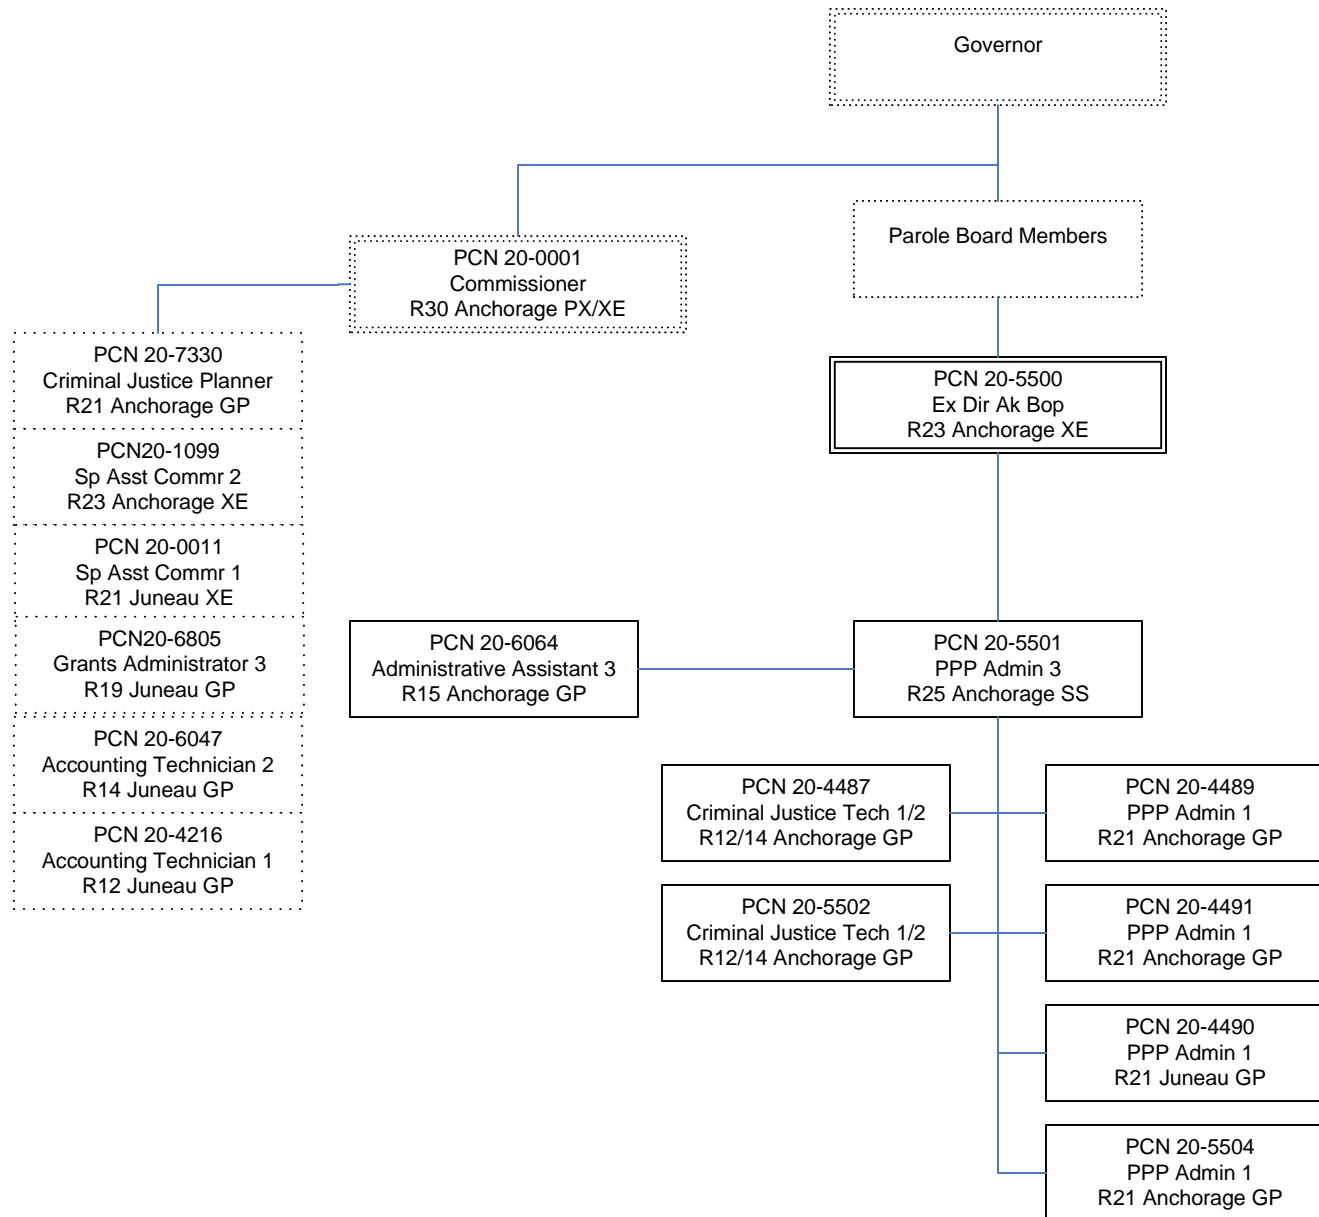 Governor
Parole Board Members
PCN 20-0001
Commissioner
R30 Anchorage PX/XE
PCN 20-7330
Criminal Justice Planner
R21 Anchorage GP
PCN20-1099
Sp Asst Commr 2
R23 Anchorage XE
PCN 20-0011
Sp Asst Commr 1
R21 Juneau XE
PCN20-6805
Grants Administrator 3
R19 Juneau GP
PCN 20-6047
Accounting Technician 2
R14 Juneau GP
PCN 20-4216
Accounting Technician 1
R12 Juneau GP
PCN 20-5500
Ex Dir Ak Bop
R23 Anchorage XE
PCN 20-6064
Administrative Assistant 3
R15 Anchorage GP
PCN 20-5501
PPP Admin 3
R25 Anchorage SS
PCN 20-4487
Criminal Justice Tech 1/2
R12/14 Anchorage GP
PCN 20-4489
PPP Admin 1
R21 Anchorage GP
PCN 20-5502
Criminal Justice Tech 1/2
R12/14 Anchorage GP
PCN 20-4491
PPP Admin 1
R21 Anchorage GP
PCN 20-4490
PPP Admin 1
R21 Juneau GP
PCN 20-5504
PPP Admin 1
R21 Anchorage GP